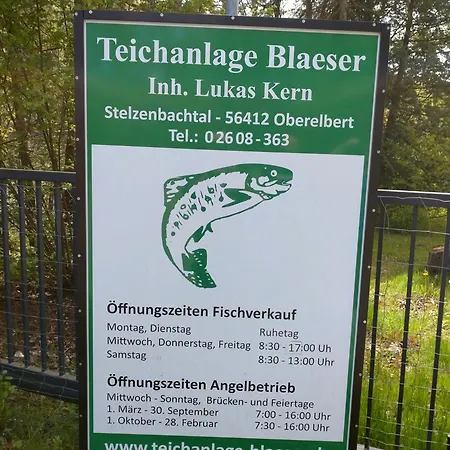 Teichanlage Blaeser
Inh. Lukas Kern
Stelzenbachtal - 56412 Oberelbert
Tel.: 02608-363
Öffnungszeiten Fischverkauf
Montag, Dienstag Ruhetag
Mittwoch, Donnerstag, Freitag 8:30 - 17:00 Uh
Samstag 8:30 - 13:00 Uhr
Öffnungszeiten Angelbetrieb
Mittwoch - Sonntag, Brücken- und Feiertage
1. März - 30. September 7:00 - 16:00 Uhr
1. Oktober - 28. Februar 8:00 - 16:00 Uhr